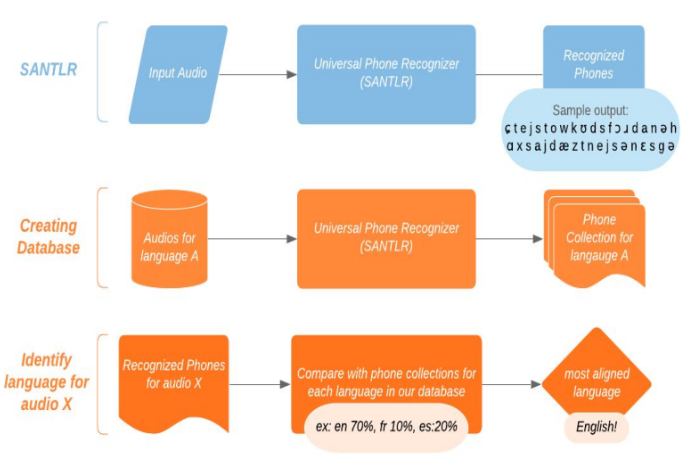 SANTLR
Input Audio
Universal Phone Recognizer
(SANTLR)
Recognized
Phones
Sample output:
ɕtejstowkʊdsfɔɹdanəh
ɑxsajdæztnejsənɛsgə
Creating
Database
Audios for
language A
Universal Phone Recognizer
(SANTLR)
Phone
Collection for
langauge A
Identify
language for
audio X
Recognized Phones
for audio X
Compare with phone collections for
each language in our database
ex: en 70%, fr 10%, es:20%
most aligned
language
English!